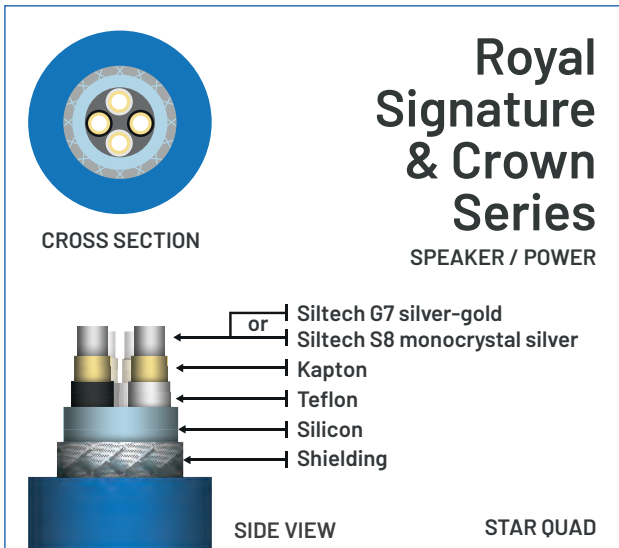 Royal
Signature
& Crown
Series
SPEAKER / POWER
CROSS SECTION
Siltech G7 silver-gold
or
Siltech S8 monocrystal silver
Kapton
Teflon
Silicon
Shielding
SIDE VIEW
STAR QUAD